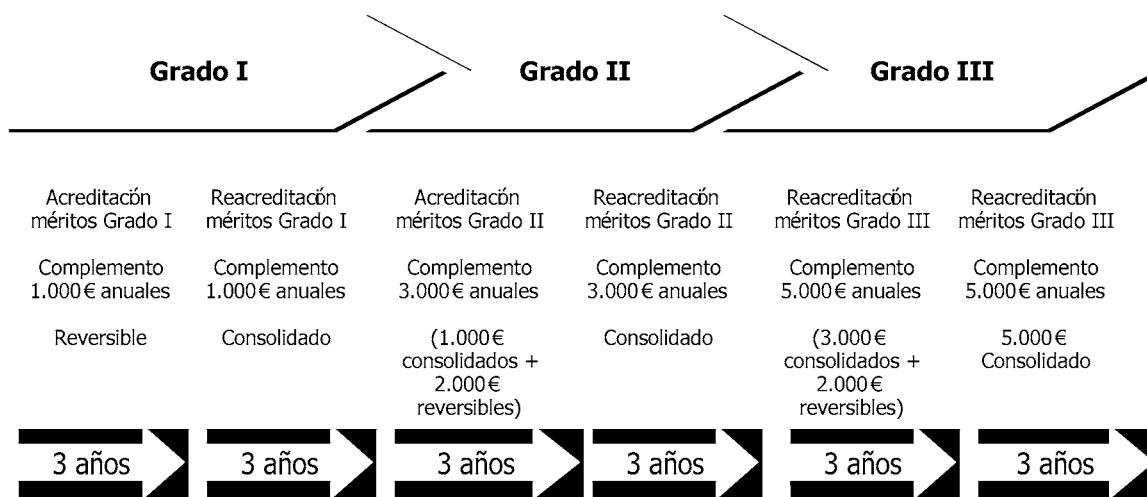 Grado I
Grado II
Grado III
Acreditacón
méritos Grado I
Complemento
1.000€ anuales
Reversible
Reacreditacón
méritos Grado I
Complemento
1.000€ anuales
Consolidado
Acreditacón
méritos Grado II
Complemento
3.000€ anuales
(1.000€
consolidados +
2.000€
reversibles)
Reacreditacón
méritos Grado II
Complemento
3.000€ anuales
Consolidado
Reacreditacón
méritos Grado III
Complemento
5.000€ anuales
(3.000€
consolidados +
2.000€
reversibles)
Reacreditacón
méritos Grado III
Complemento
5.000€ anuales
5.000€
Consolidado
3 años
3 años
3 años
3 años
3 años
3 años